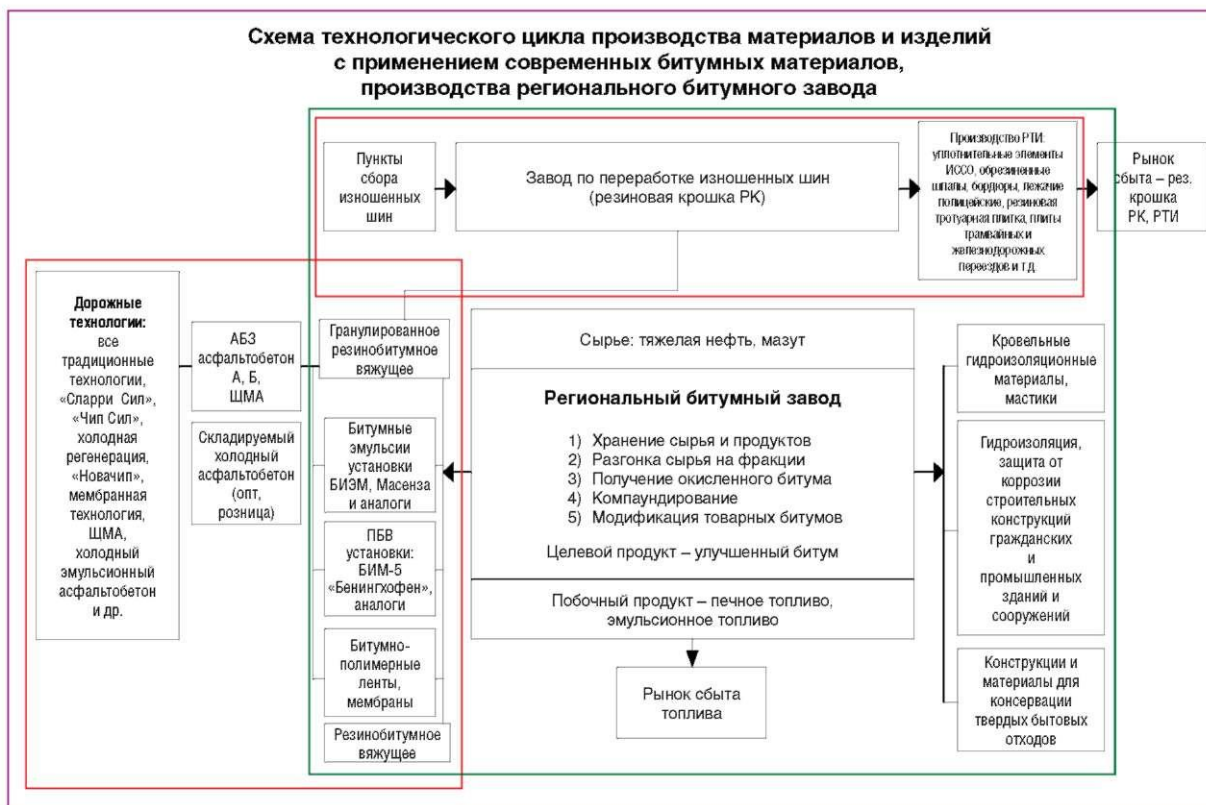 Схема технологического цикла производства материалов и изделий
с применением современных битумных материалов,
производства регионального битумного завода
Пункты
сбора
изношенных
шин
Завод по переработке изношенных шин
(резиновая крошка РК)
Производство РТИ:
уплотнительные элементы
ИССО, обрезиненные
шпалы, бордюры, лежачие
полицейские, резиновая
тротуарная плитка, плиты
трамвайных и
железнодорожных
переездов и т.д.
Рынок
сбыта – рез.
крошка
РК, РТИ
Дорожные
технологии:
все
традиционные
технологии,
«Сларри Сил»,
«Чип Сил»,
холодная
регенерация,
«Новачип»,
мембранная
технология,
ЩМА,
холодный
эмульсионный
асфальтобетон
и др.
АБЗ
асфальтобетон
А, Б,
ЩМА
Складируемый
холодный
асфальтобетон
(опт,
розница)
Гранулированное
резинобитумное
вяжущее
Битумные
эмульсии
установки
БИЭМ, Масенза
и аналоги
ПБВ
установки:
БИМ-5
«Бенингхофен»,
аналоги
Битумно-
полимерные
ленты,
мембраны
Резинобитумное
вяжущее
Сырье: тяжелая нефть, мазут
Региональный битумный завод
1) Хранение сырья и продуктов
2) Разгонка сырья на фракции
3) Получение окисленного битума
4) Компаундирование
5) Модификация товарных битумов
Целевой продукт – улучшенный битум
Побочный продукт – печное топливо,
эмульсионное топливо
Рынок сбыта
топлива
Кровельные
гидроизоляционные
материалы,
мастики
Гидроизоляция,
защита от
коррозии
строительных
конструкций
гражданских
и
промышленных
зданий и
сооружений
Конструкции и
материалы для
консервации
твердых бытовых
отходов